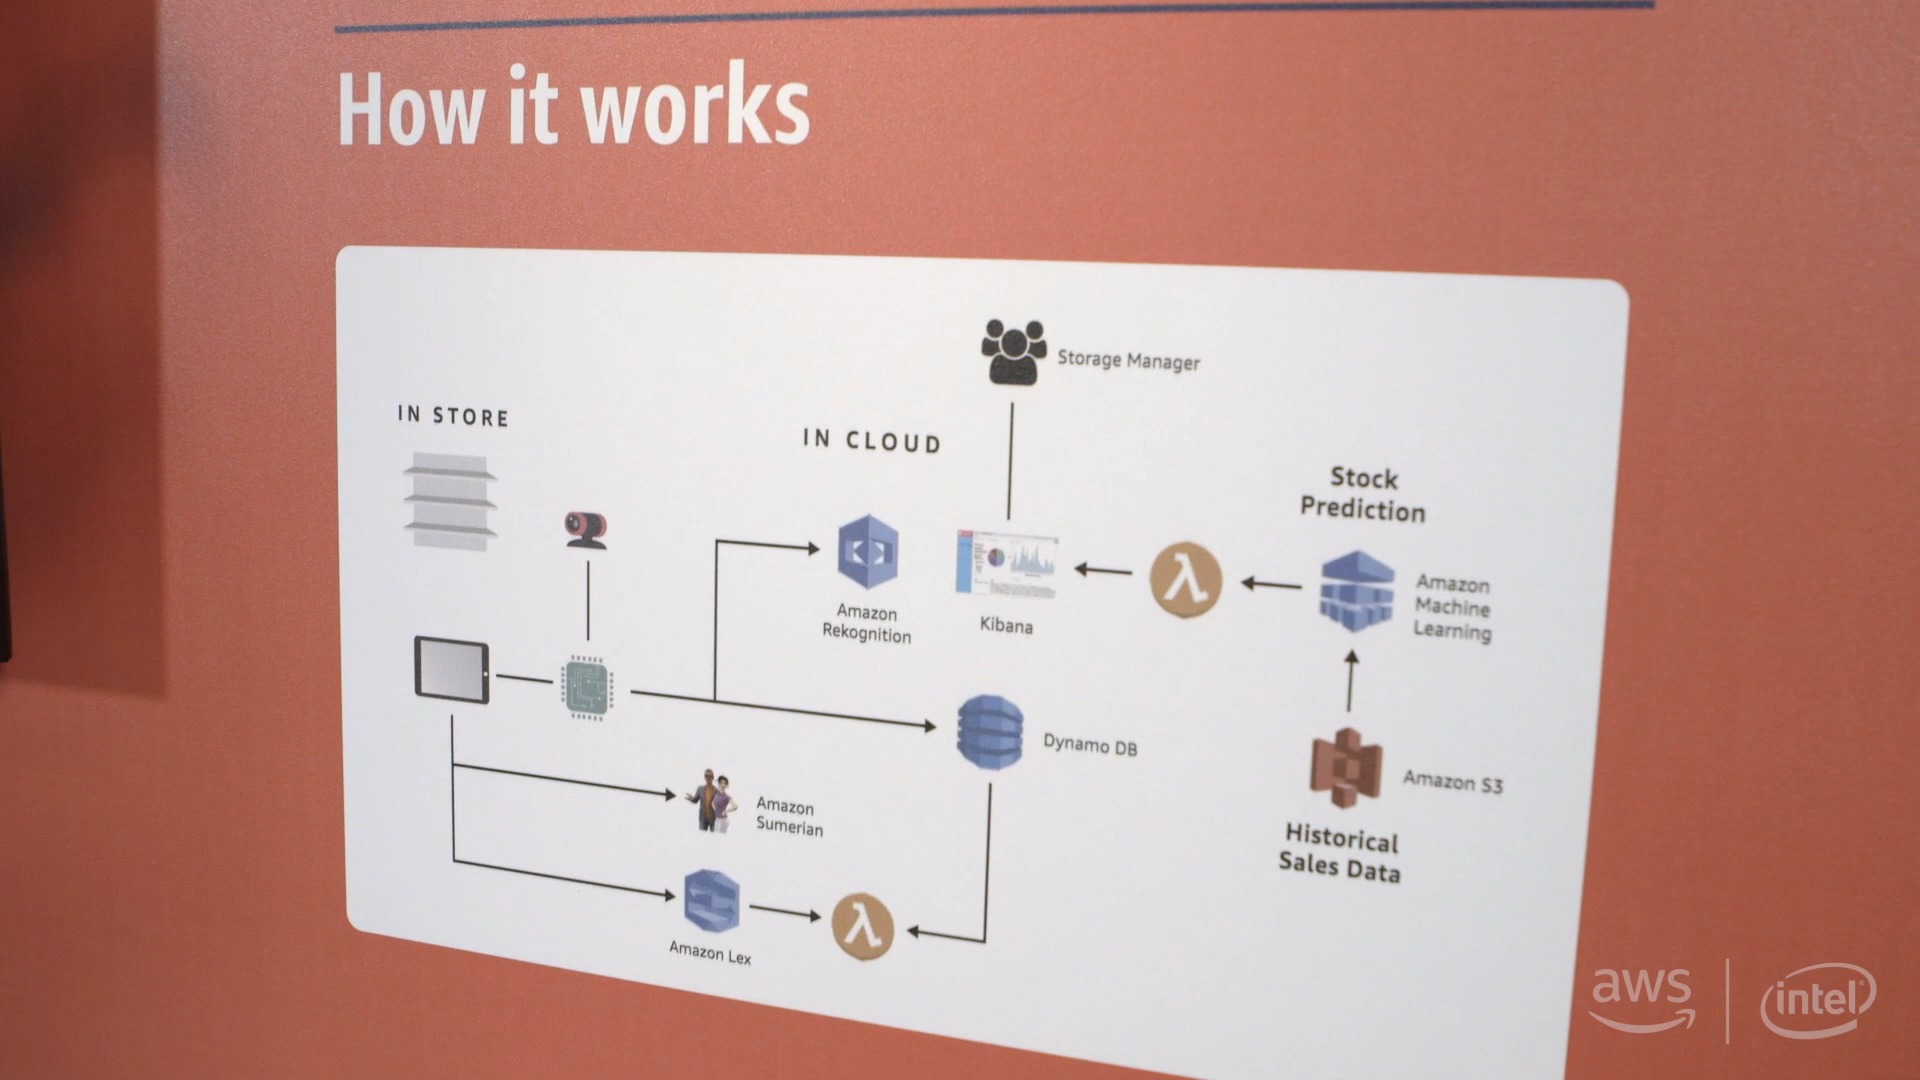 How it works
Storage Manager
IN STORE
IN CLOUD
Stock
Prediction
Amazon
Rekognition
Kibana
λ
Amazon
Machine
Learning
Dynamo DB
Amazon S3
Historical
Sales Data
Amazon
Sumerian
Amazon Lex
λ
aws
intel